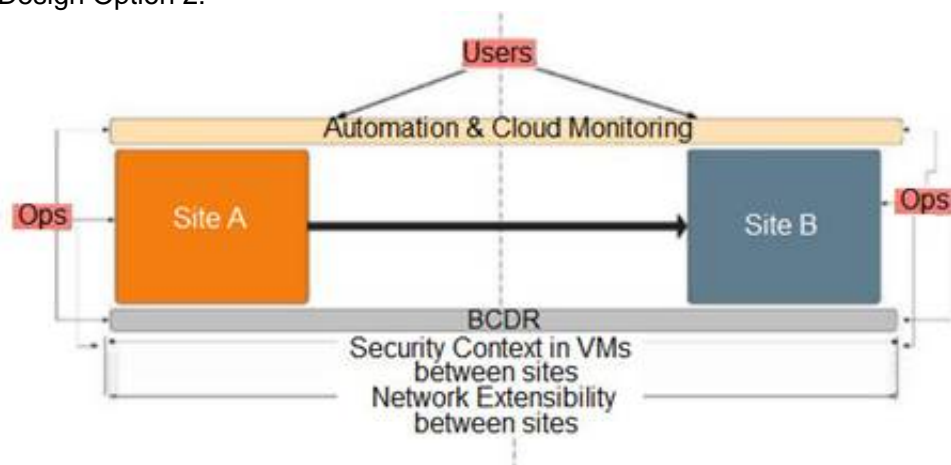 Design Option 2:
Users
Automation & Cloud Monitoring
Ops
Site A
Site B
Ops
BCDR
Security Context in VMs
between sites
Network Extensibility
between sites